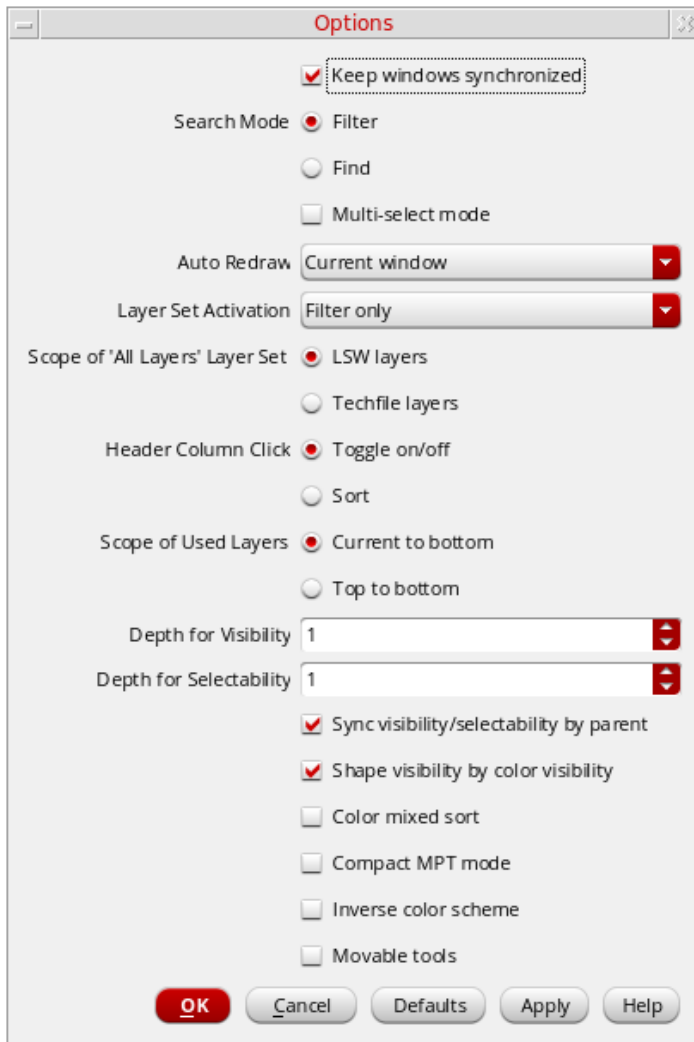 Options
Keep windows synchronized
Search Mode Filter
Find
Multi-select mode
Auto Redraw Current window
Layer Set Activation Filter only
Scope of 'All Layers' Layer Set LSW layers
Techfile layers
Header Column Click Toggle on/off
Sort
Scope of Used Layers Current to bottom
Top to bottom
Depth for Visibility 1
Depth for Selectability 1
Sync visibility/selectability by parent
Shape visibility by color visibility
Color mixed sort
Compact MPT mode
Inverse color scheme
Movable tools
OK Cancel Defaults Apply Help